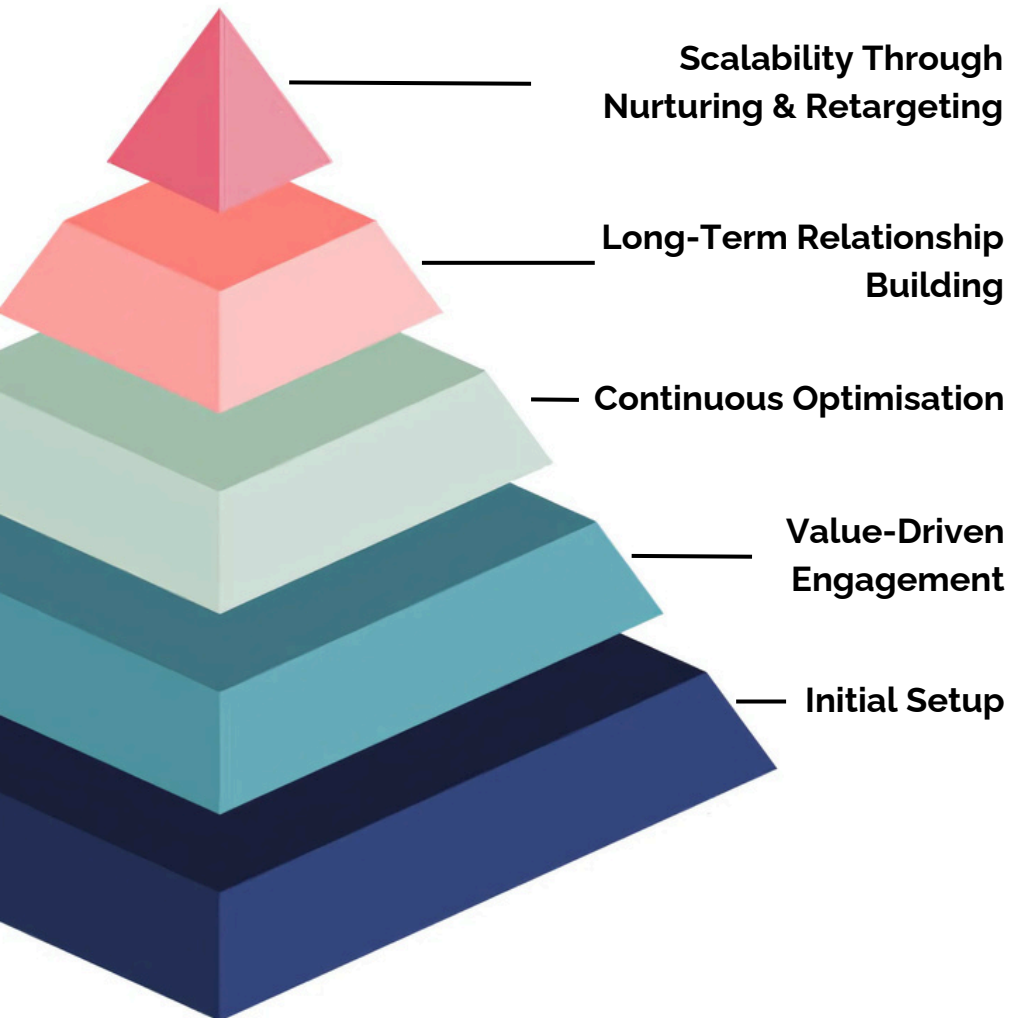 Scalability Through
Nurturing & Retargeting
Long-Term Relationship
Building
Continuous Optimisation
Value-Driven
Engagement
Initial Setup